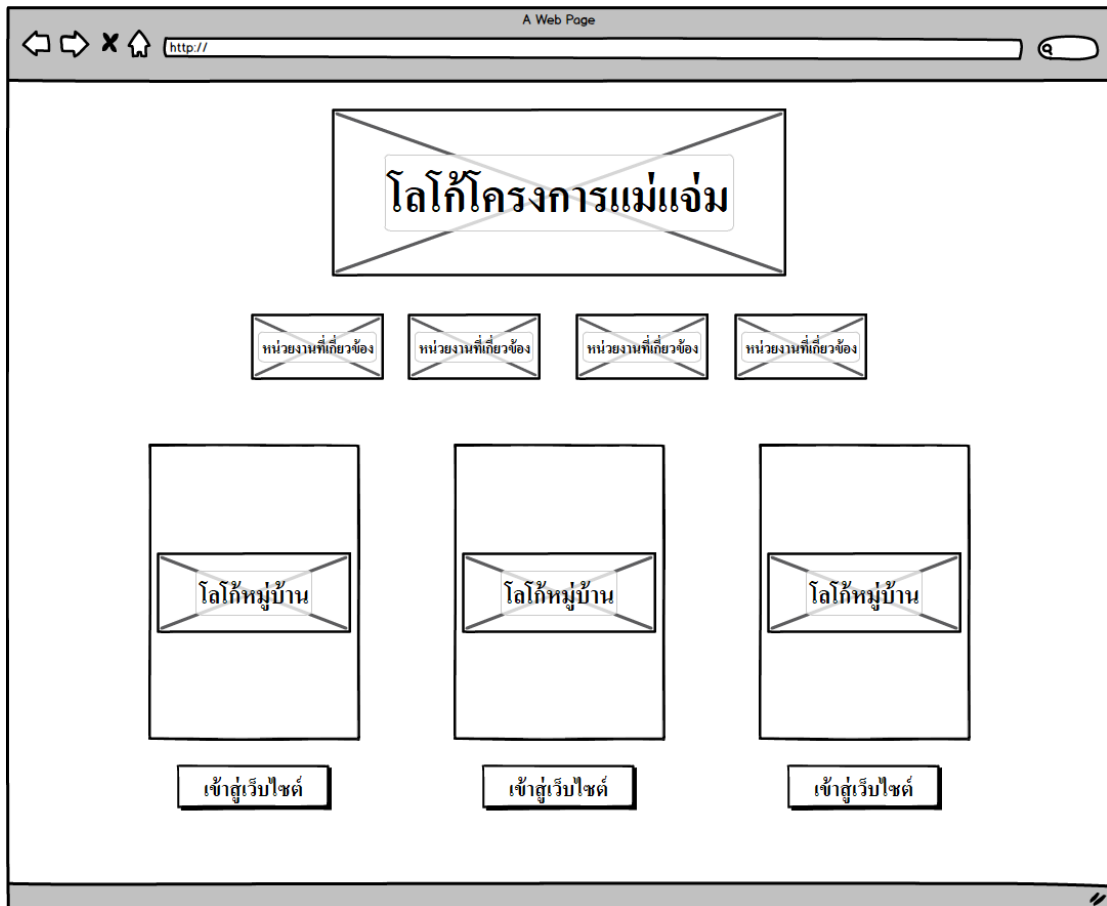 A Web Page
http://
โลโก้โครงการแม่แจ่ม
หน่วยงานที่เกี่ยวข้อง หน่วยงานที่เกี่ยวข้อง หน่วยงานที่เกี่ยวข้อง หน่วยงานที่เกี่ยวข้อง
โลโก้หมู่บ้าน โลโก้หมู่บ้าน โลโก้หมู่บ้าน
เข้าสู่เว็บไซต์ เข้าสู่เว็บไซต์ เข้าสู่เว็บไซต์